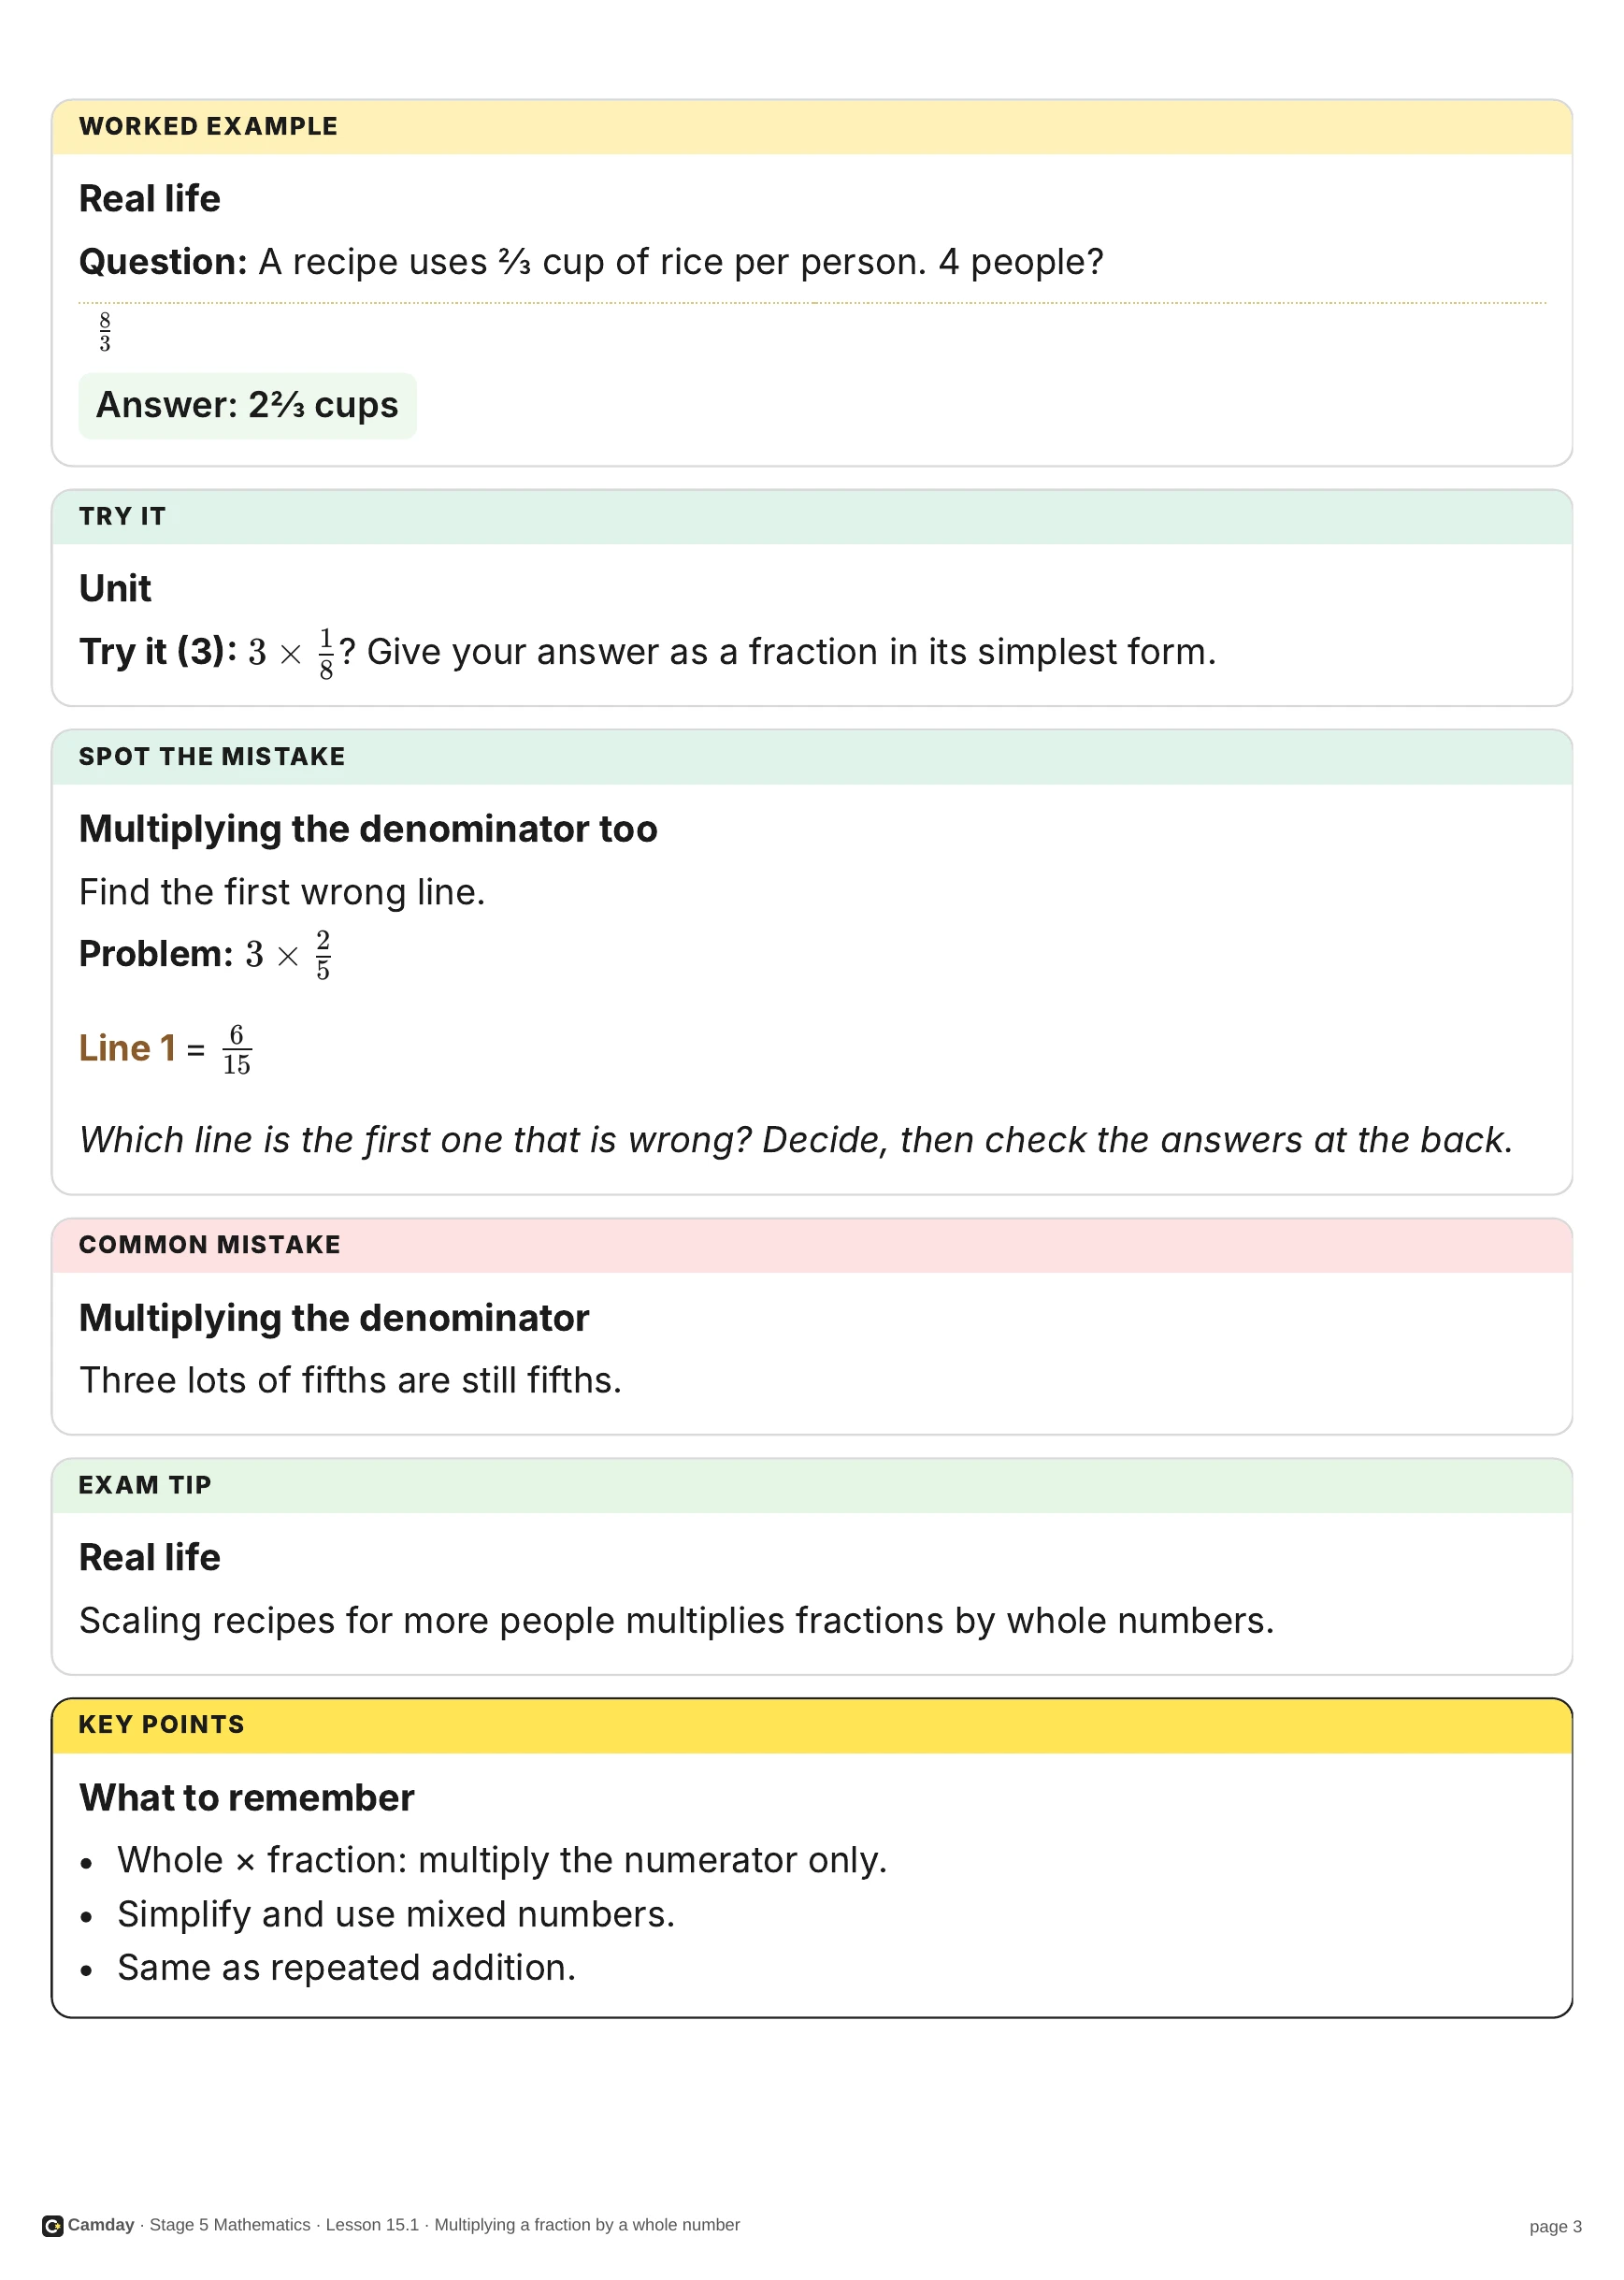 WORKED EXAMPLE
Real life
Question: A recipe uses ⅔ cup of rice per person. 4 people?
8/3
Answer: 2⅔ cups
TRY IT
Unit
Try it (3): 3 × 1/8? Give your answer as a fraction in its simplest form.
SPOT THE MISTAKE
Multiplying the denominator too
Find the first wrong line.
Problem: 3 × 2/5
Line 1 = 6/15
Which line is the first one that is wrong? Decide, then check the answers at the back.
COMMON MISTAKE
Multiplying the denominator
Three lots of fifths are still fifths.
EXAM TIP
Real life
Scaling recipes for more people multiplies fractions by whole numbers.
KEY POINTS
What to remember
• Whole × fraction: multiply the numerator only.
• Simplify and use mixed numbers.
• Same as repeated addition.
Camday · Stage 5 Mathematics · Lesson 15.1 · Multiplying a fraction by a whole number page 3